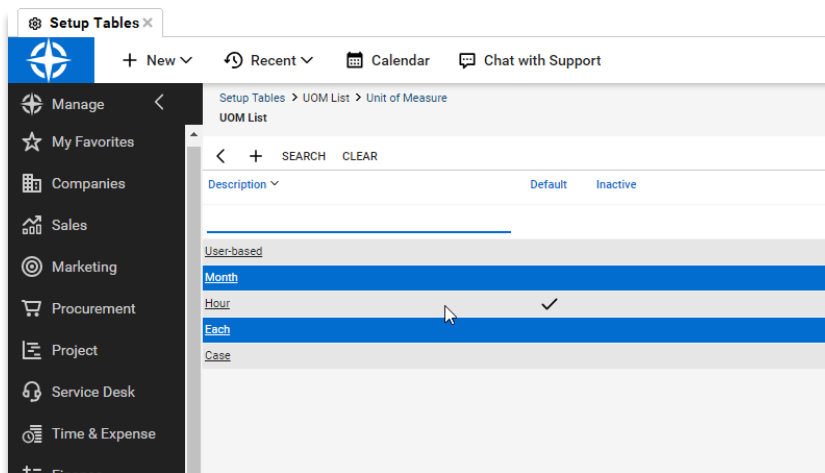 Setup Tables
New Recent Calendar Chat with Support
Manage
Setup Tables > UOM List > Unit of Measure
UOM List
My Favorites
SEARCH CLEAR
Companies
Description Default Inactive
Sales
User-based
Marketing
Month
Procurement
Hour
Each
Project
Case
Service Desk
Time & Expense